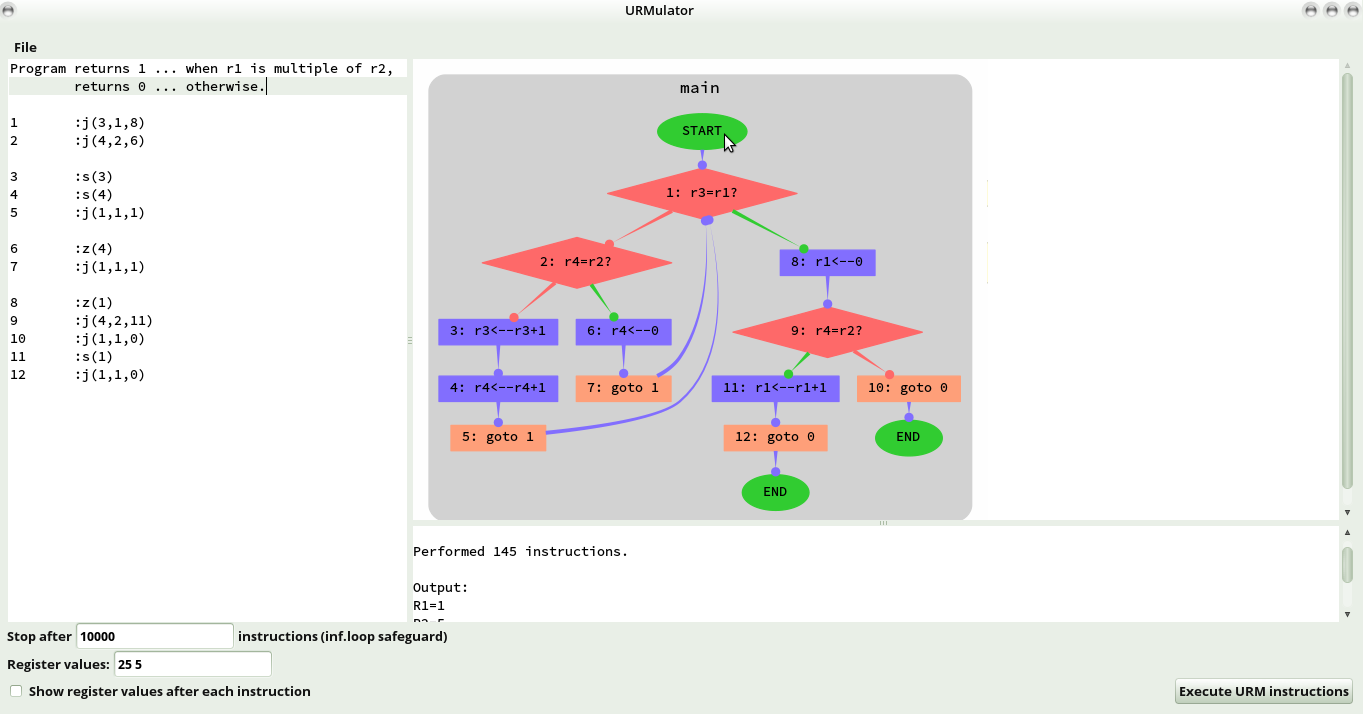 URMulator
File
Program returns 1 ... when r1 is multiple of r2,
returns 0 ... otherwise.
1 :j(3,1,8)
2 :j(4,2,6)
3 :s(3)
4 :s(4)
5 :j(1,1,1)
6 :z(4)
7 :j(1,1,1)
8 :z(1)
9 :j(4,2,11)
10 :j(1,1,0)
11 :s(1)
12 :j(1,1,0)
main
START
1: r3=r1?
2: r4=r2?
8: r1<--0
3: r3<--r3+1
6: r4<--0
9: r4=r2?
4: r4<--r4+1
7: goto 1
11: r1<--r1+1
10: goto 0
5: goto 1
12: goto 0
END
END
Performed 145 instructions.
Output:
R1=1
Stop after 10000 instructions (inf.loop safeguard)
Register values: 25 5
Show register values after each instruction
Execute URM instructions